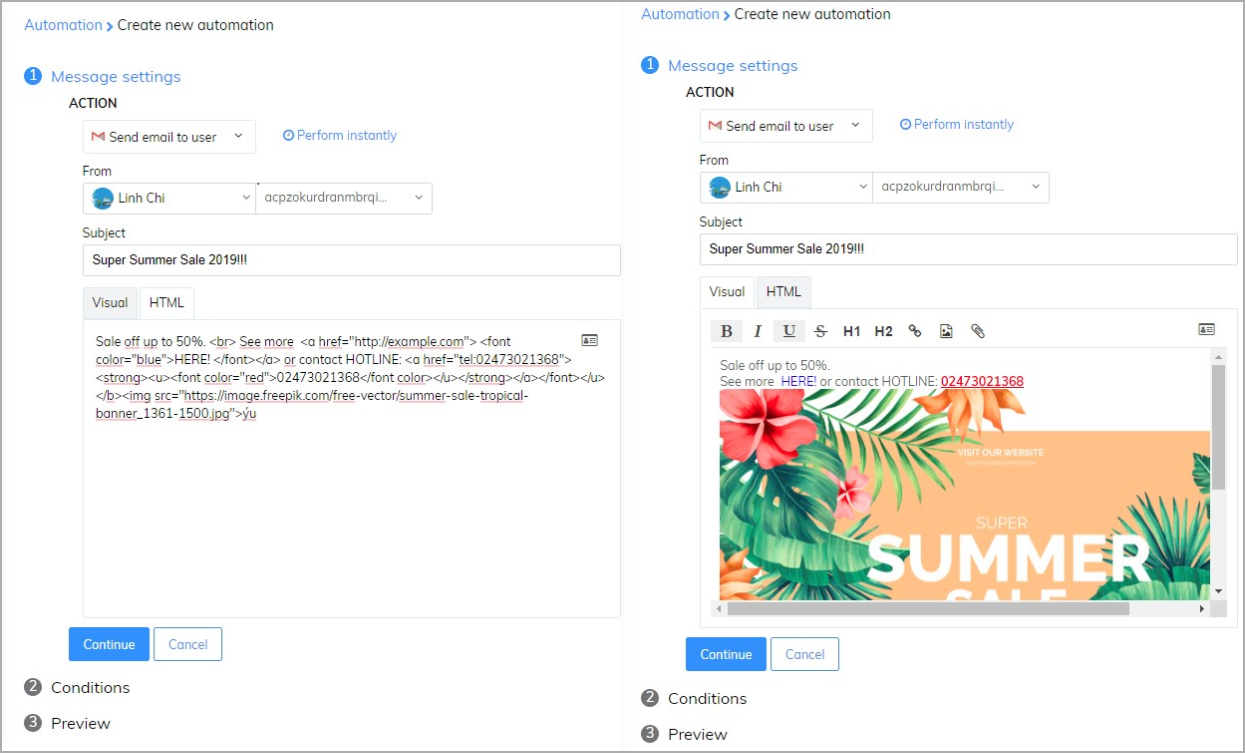 Automation > Create new automation
1 Message settings
ACTION
Send email to user
Perform instantly
From
Linh Chi
acpzokurdranmbrqi...
Subject
Super Summer Sale 2019!!!
Visual HTML
Sale off up to 50%. <br> See more <a href="http://example.com"> <font
color="blue">HERE! </font></a> or contact HOTLINE: <a href="tel:02473021368">
<strong><u><font color="red">02473021368</font color></u></strong></a></font></u>
</b><img src="https://image.freepik.com/free-vector/summer-sale-tropical-
banner_1361-1500.jpg">ýu
Continue Cancel
2 Conditions
3 Preview
Automation > Create new automation
1 Message settings
ACTION
Send email to user
Perform instantly
From
Linh Chi
acpzokurdranmbrqi...
Subject
Super Summer Sale 2019!!!
Visual HTML
B I U S H1 H2
Sale off up to 50%.
See more HERE! or contact HOTLINE: 02473021368
VISIT OUR WEBSITE
SUPER
SUMMER
SALE
Continue Cancel
2 Conditions
3 Preview